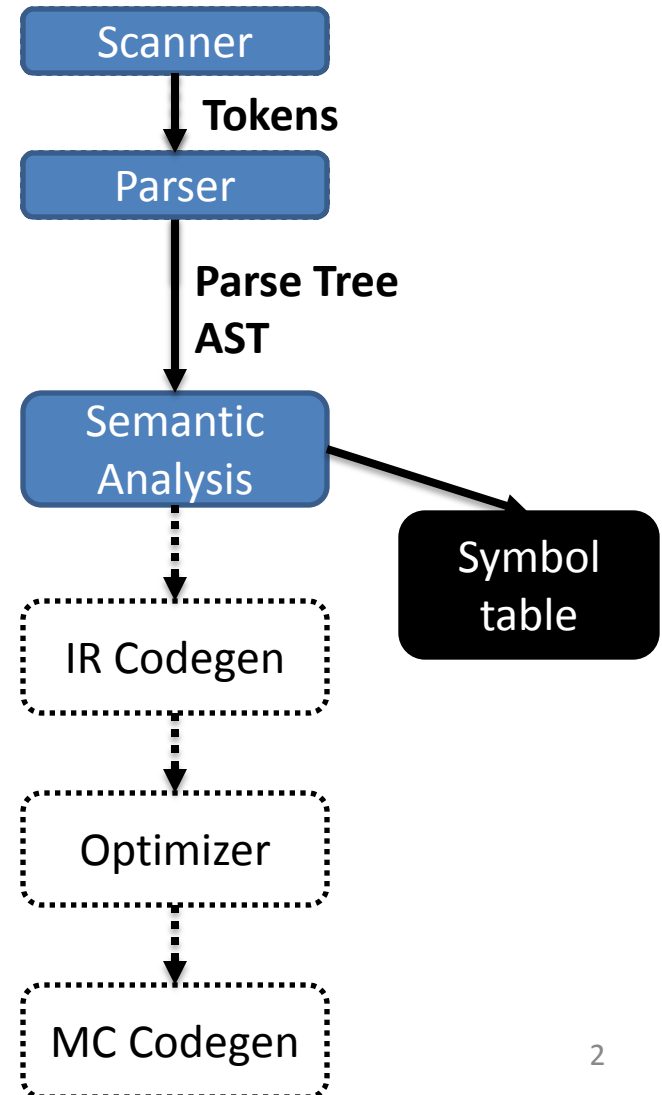 Scanner
Tokens
Parser
Parse Tree
AST
Semantic
Analysis
Symbol
table
IR Codegen
Optimizer
MC Codegen
2